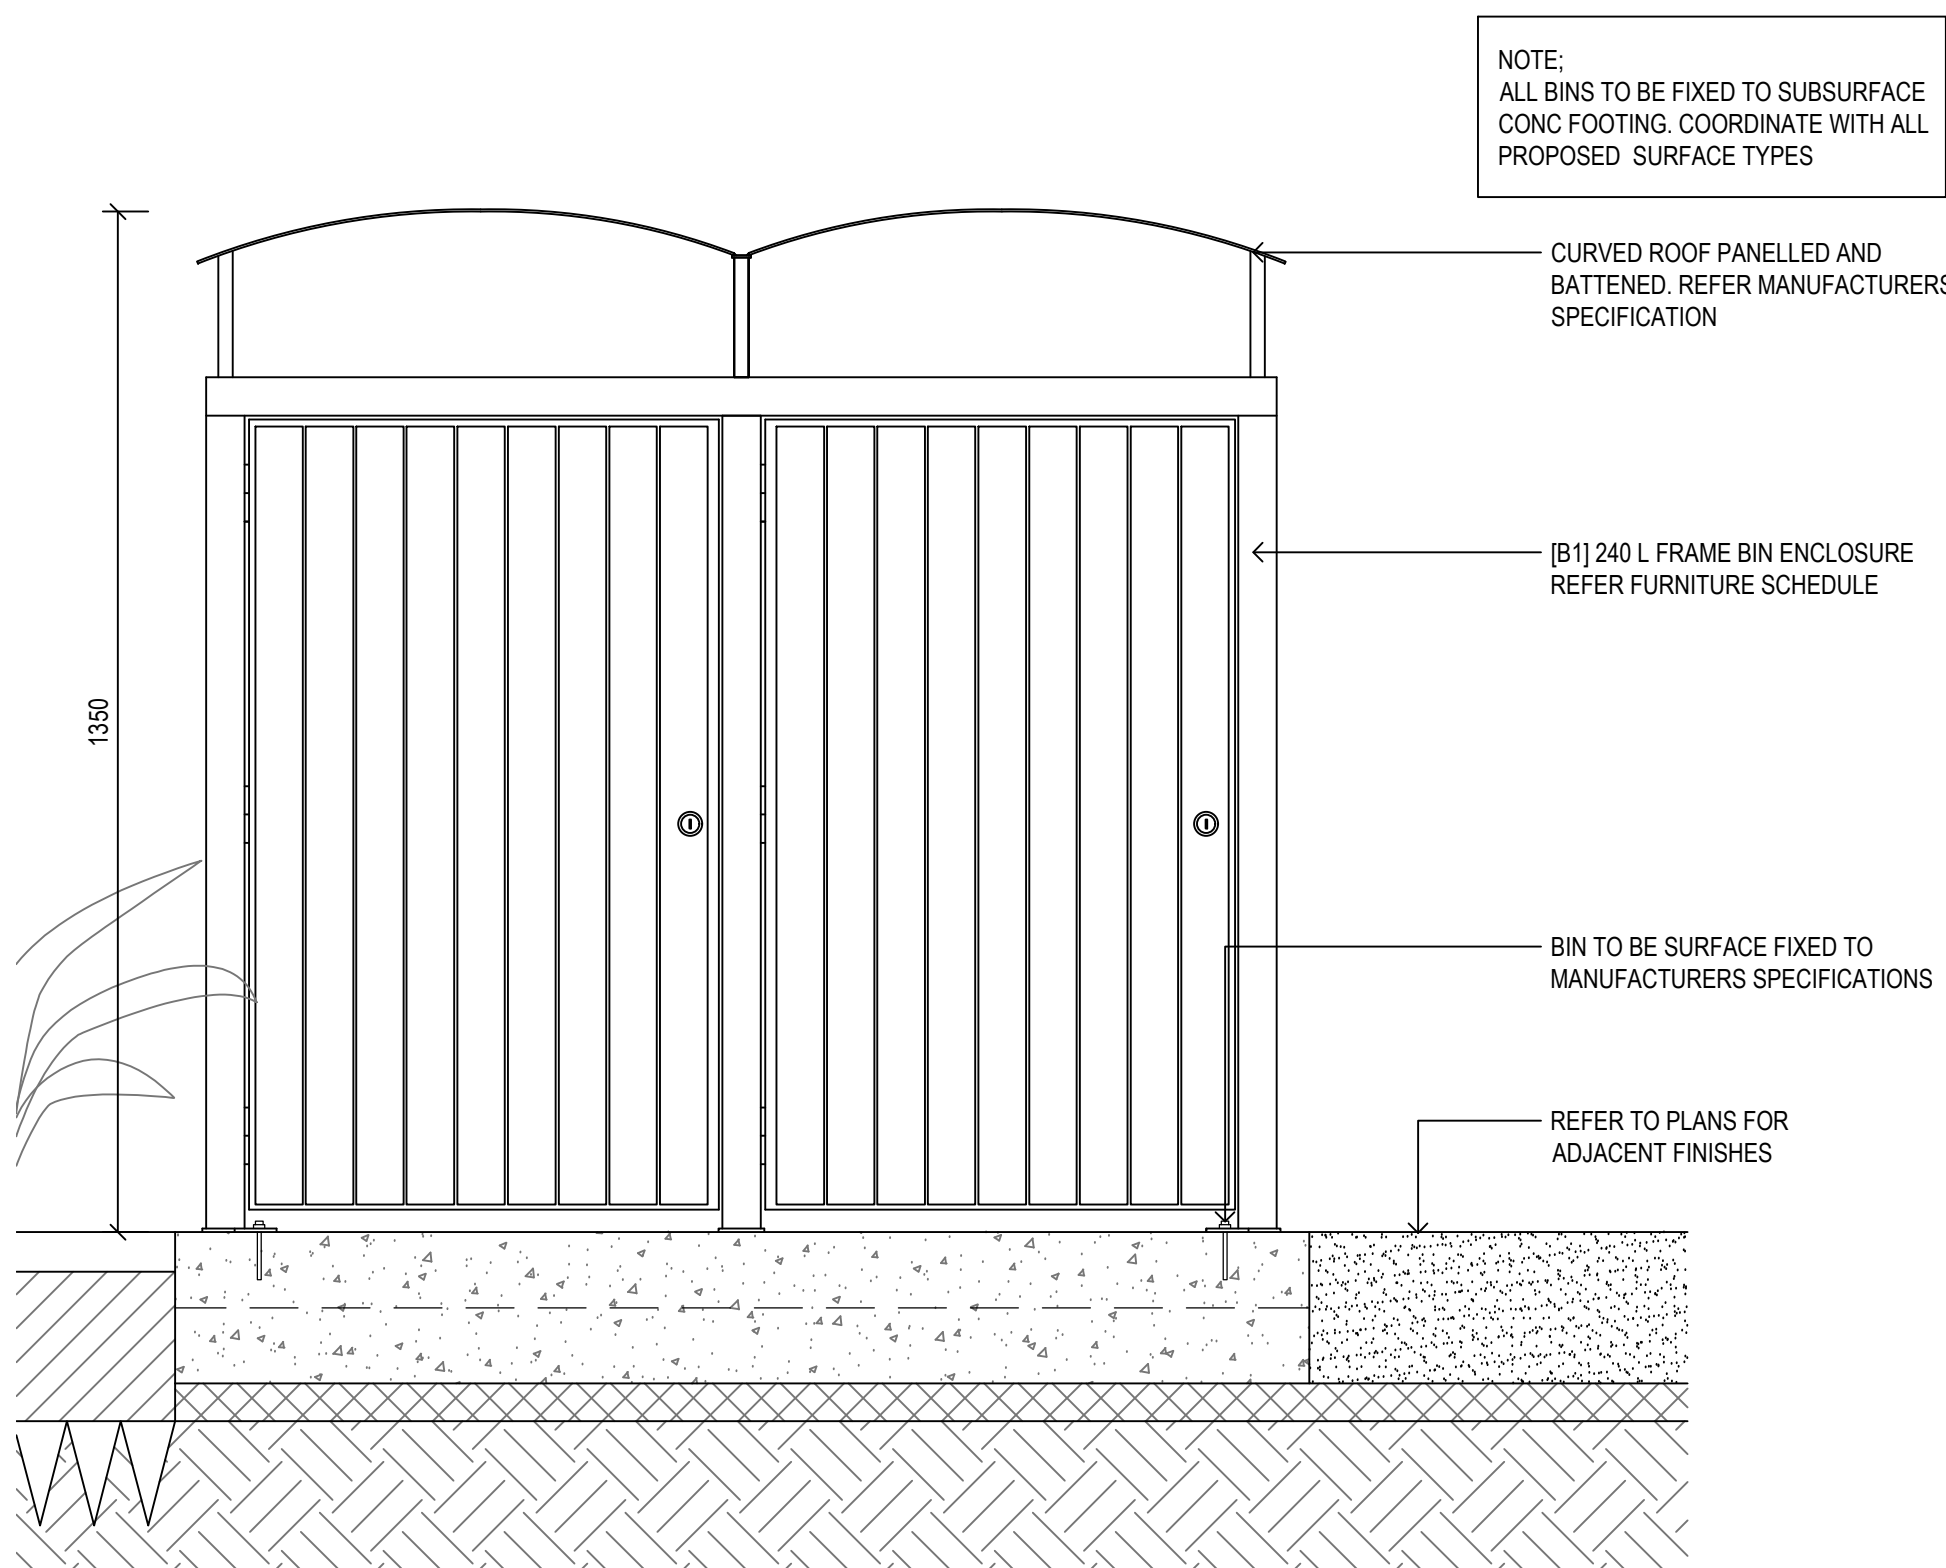 NOTE;
ALL BINS TO BE FIXED TO SUBSURFACE
CONC FOOTING. COORDINATE WITH ALL
PROPOSED SURFACE TYPES
CURVED ROOF PANELLED AND
BATTENED. REFER MANUFACTURERS
SPECIFICATION
[B1] 240 L FRAME BIN ENCLOSURE
REFER FURNITURE SCHEDULE
1350
BIN TO BE SURFACE FIXED TO
MANUFACTURERS SPECIFICATIONS
REFER TO PLANS FOR
ADJACENT FINISHES